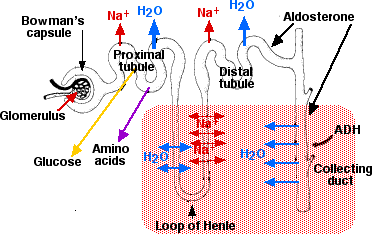 Bowman's
capsule
Na+
H2O
Na+
H2O
Aldosterone
Proximal
tubule
Distal
tubule
Glomerulus
Glucose
Amino
acids
H2O
Na+
Na+
H2O
ADH
Collecting
duct
Loop of Henle